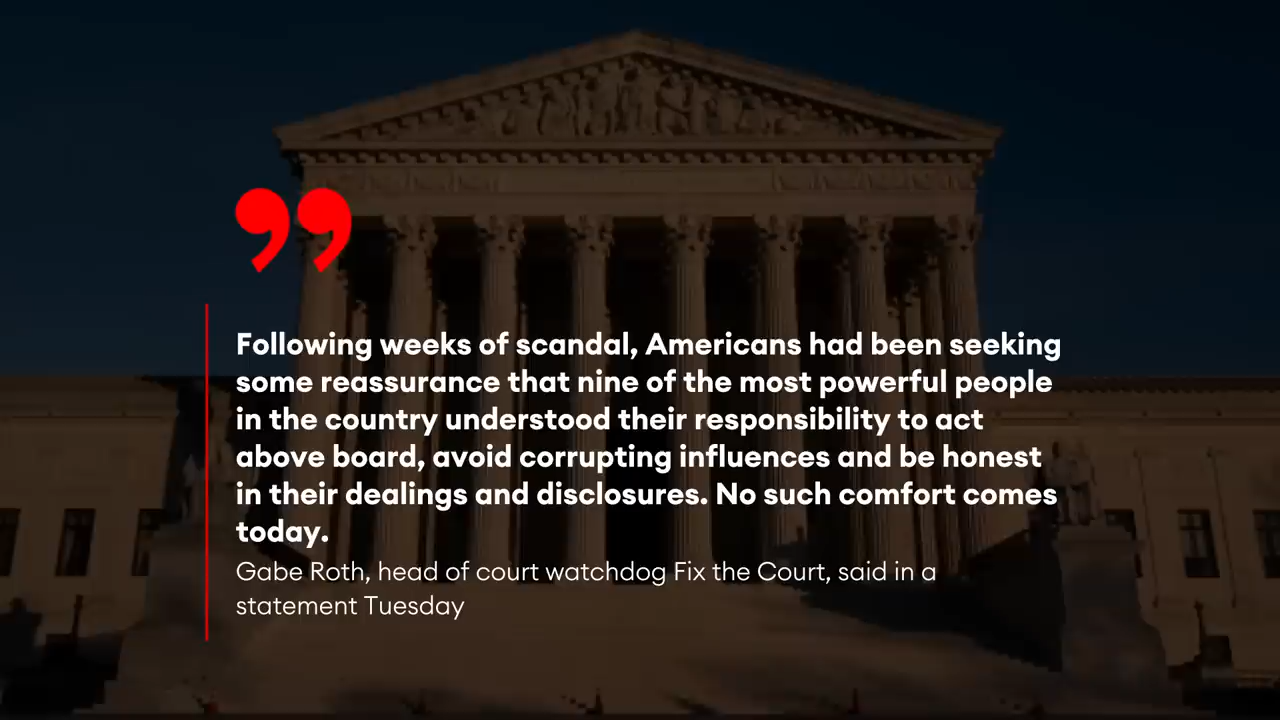 Following weeks of scandal, Americans had been seeking
some reassurance that nine of the most powerful people
in the country understood their responsibility to act
above board, avoid corrupting influences and be honest
in their dealings and disclosures. No such comfort comes
today.
Gabe Roth, head of court watchdog Fix the Court, said in a
statement Tuesday